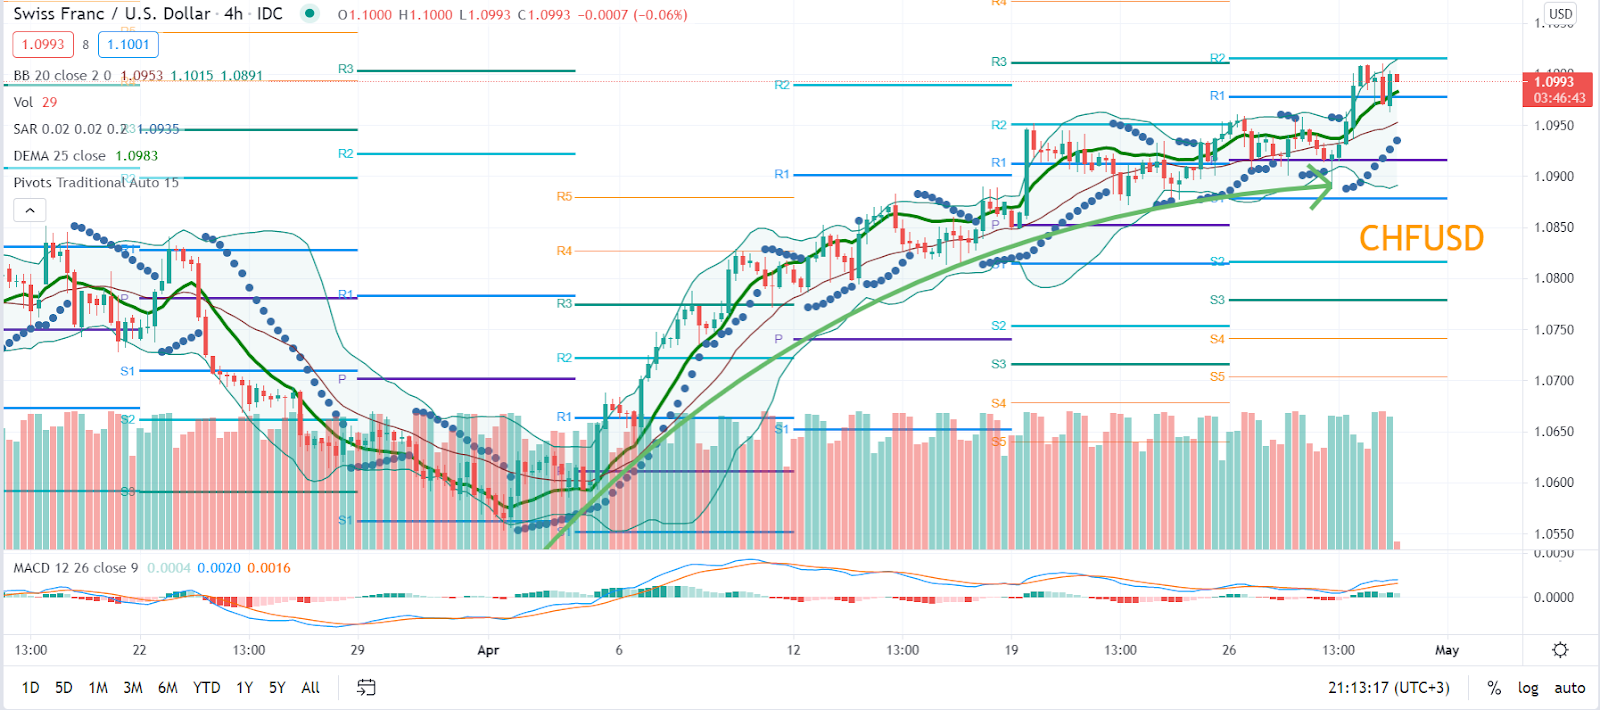 Swiss Franc / U.S. Dollar · 4h · IDC O1.1000 H1.1000 L1.0993 C1.0993 -0.0007 (-0.06%)
USD
R4
1.0993 8 1.1001
R3
R3
R2
BB 20 close 2 0 1.0953 1.1015 1.0891
1.0993
03:46:43
R2
R1
Vol 29
SAR 0.02 0.02 0.2 1.0935
R2
1.0950
DEMA 25 close 1.0983
R2
R1
Pivots Traditional Auto 15
R1
1.0900
R5
P
S1
1.0850
CHFUSD
R1
R4
S1
S2
1.0800
P
R1
R3
S3
S2
1.0750
P
S4
R2
S3
S1
P
S5
1.0700
S4
S2
R1
S1
1.0650
S5
P
S3
1.0600
S1
1.0550
MACD 12 26 close 9 0.0004 0.0020 0.0016
0.0050
0.0000
13:00 22 13:00 29 Apr 6 12 13:00 19 13:00 26 13:00 May
1D 5D 1M 3M 6M YTD 1Y 5Y All 21:13:17 (UTC+3) % log auto